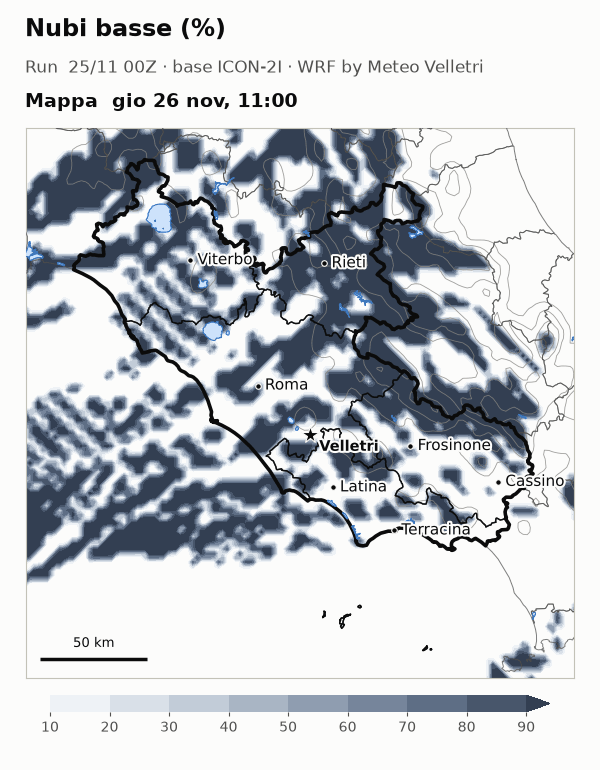 Nubi basse (%)
Run 25/11 00Z · base ICON-2I · WRF by Meteo Velletri
Mappa gio 26 nov, 11:00
Viterbo
Rieti
Roma
Velletri
Frosinone
Cassino
Latina
Terracina
50 km
10 20 30 40 50 60 70 80 90